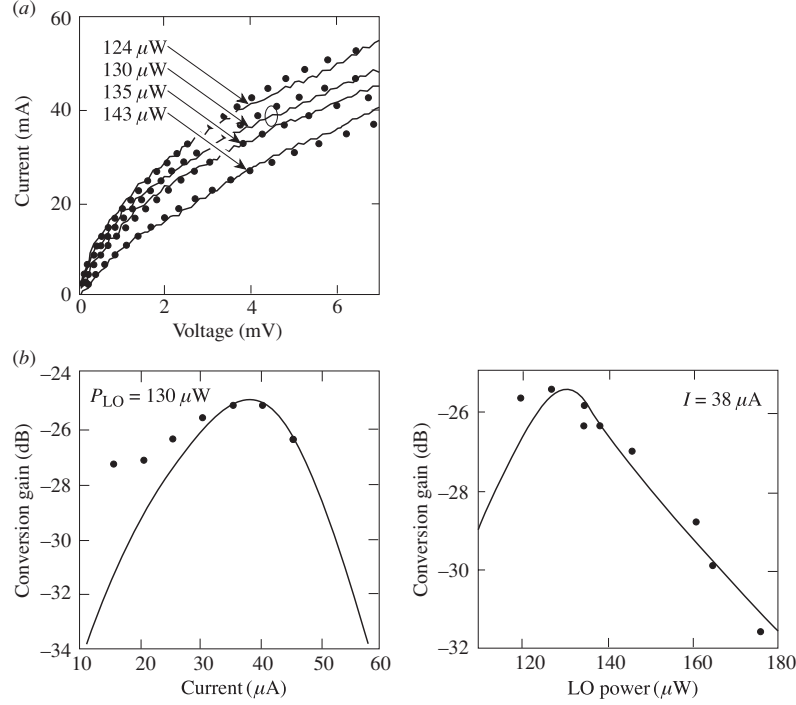 (a)
60
40
20
0
Current (mA)
124 μW
130 μW
135 μW
143 μW
0 2 4 6
Voltage (mV)
(b)
−24
−26
−28
−30
−32
−34
Conversion gain (dB)
P_LO = 130 μW
10 20 30 40 50 60
Current (μA)
−26
−28
−30
−32
Conversion gain (dB)
I = 38 μA
120 140 160 180
LO power (μW)